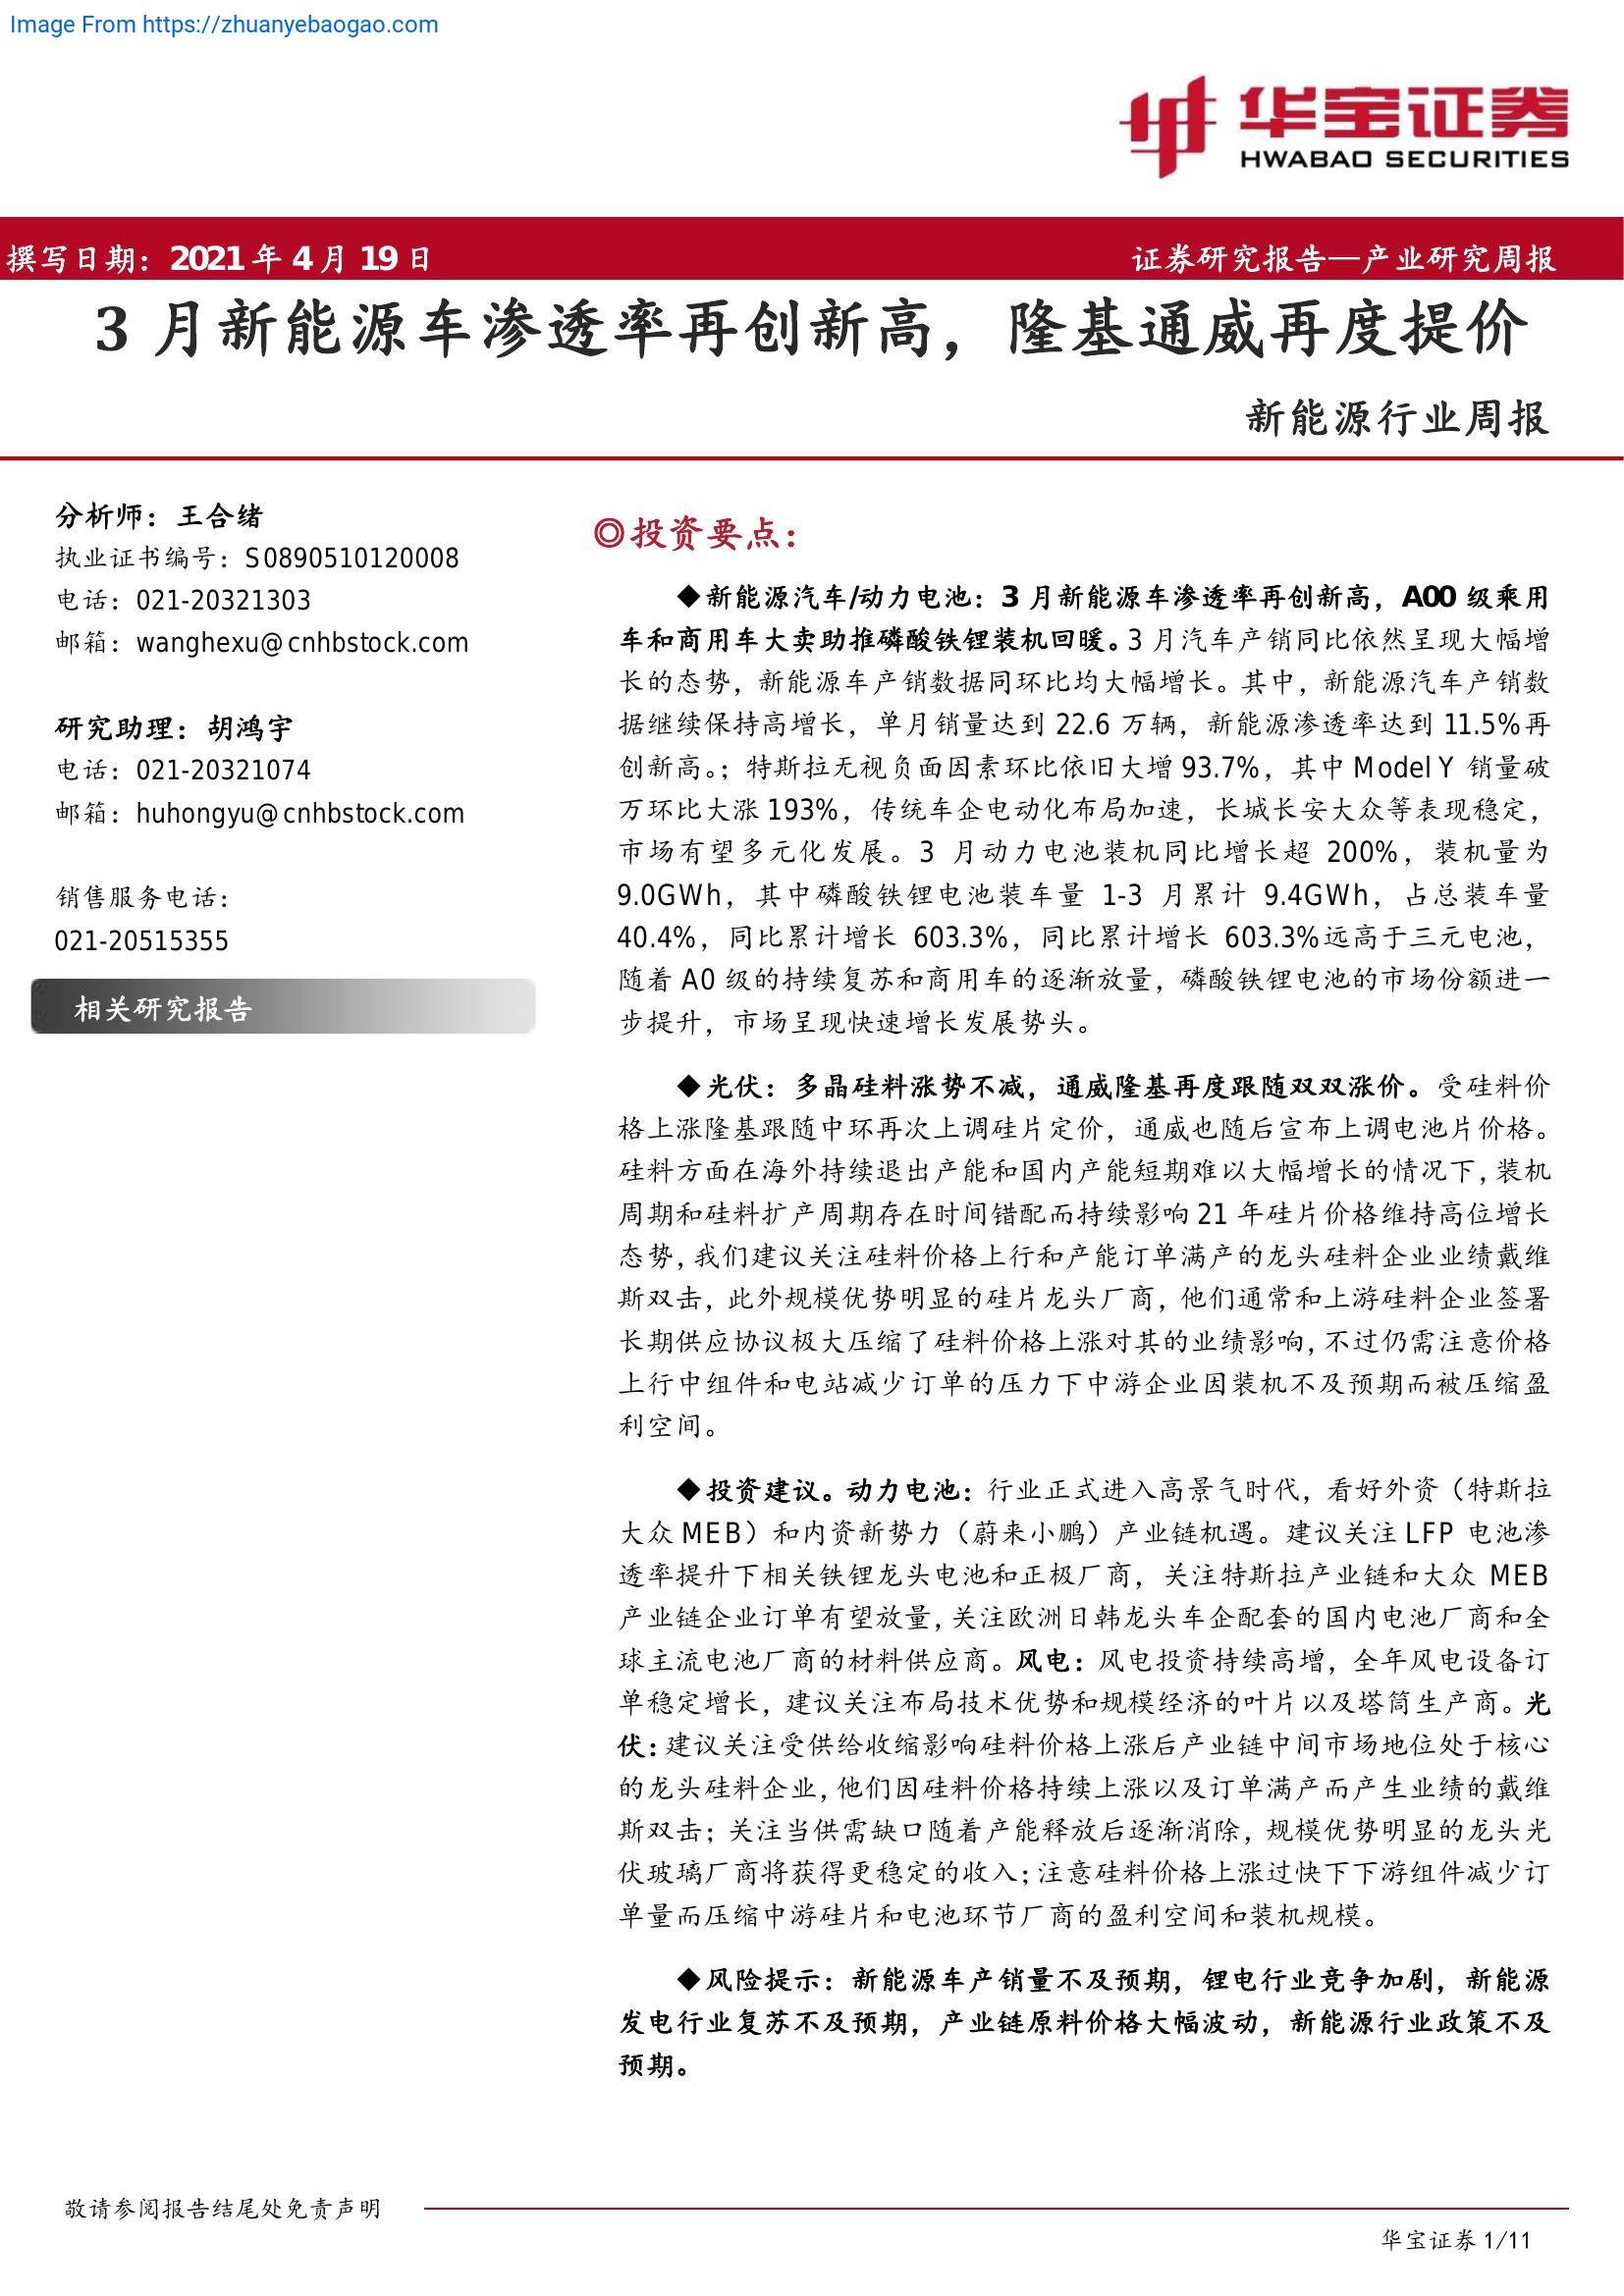 Image From https://zhuanyebaogao.com
华宝证券
HWABAO SECURITIES
撰写日期：2021 年 4 月 19 日
证券研究报告—产业研究周报
3 月新能源车渗透率再创新高，隆基通威再度提价
新能源行业周报
分析师：王合绪
执业证书编号：S0890510120008
电话：021-20321303
邮箱：wanghexu@cnhbstock.com
研究助理：胡鸿宇
电话：021-20321074
邮箱：huhongyu@cnhbstock.com
销售服务电话：
021-20515355
相关研究报告
◎投资要点：
◆新能源汽车/动力电池：3 月新能源车渗透率再创新高，A00 级乘用
车和商用车大卖助推磷酸铁锂装机回暖。3 月汽车产销同比依然呈现大幅增
长的态势，新能源车产销数据同环比均大幅增长。其中，新能源汽车产销数
据继续保持高增长，单月销量达到 22.6 万辆，新能源渗透率达到 11.5%再
创新高。；特斯拉无视负面因素环比依旧大增 93.7%，其中 Model Y 销量破
万环比大涨 193%，传统车企电动化布局加速，长城长安大众等表现稳定，
市场有望多元化发展。3 月动力电池装机同比增长超 200%，装机量为
9.0GWh，其中磷酸铁锂电池装车量 1-3 月累计 9.4GWh，占总装车量
40.4%，同比累计增长 603.3%，同比累计增长 603.3%远高于三元电池，
随着 A0 级的持续复苏和商用车的逐渐放量，磷酸铁锂电池的市场份额进一
步提升，市场呈现快速增长发展势头。
◆光伏：多晶硅料涨势不减，通威隆基再度跟随双双涨价。受硅料价
格上涨隆基跟随中环再次上调硅片定价，通威也随后宣布上调电池片价格。
硅料方面在海外持续退出产能和国内产能短期难以大幅增长的情况下，装机
周期和硅料扩产周期存在时间错配而持续影响 21 年硅片价格维持高位增长
态势，我们建议关注硅料价格上行和产能订单满产的龙头硅料企业业绩戴维
斯双击，此外规模优势明显的硅片龙头厂商，他们通常和上游硅料企业签署
长期供应协议极大压缩了硅料价格上涨对其的业绩影响，不过仍需注意价格
上行中组件和电站减少订单的压力下中游企业因装机不及预期而被压缩盈
利空间。
◆投资建议。动力电池：行业正式进入高景气时代，看好外资（特斯拉
大众 MEB）和内资新势力（蔚来小鹏）产业链机遇。建议关注 LFP 电池渗
透率提升下相关铁锂龙头电池和正极厂商，关注特斯拉产业链和大众 MEB
产业链企业订单有望放量，关注欧洲日韩龙头车企配套的国内电池厂商和全
球主流电池厂商的材料供应商。风电：风电投资持续高增，全年风电设备订
单稳定增长，建议关注布局技术优势和规模经济的叶片以及塔筒生产商。光
伏：建议关注受供给收缩影响硅料价格上涨后产业链中间市场地位处于核心
的龙头硅料企业，他们因硅料价格持续上涨以及订单满产而产生业绩的戴维
斯双击；关注当供需缺口随着产能释放后逐渐消除，规模优势明显的龙头光
伏玻璃厂商将获得更稳定的收入；注意硅料价格上涨过快下下游组件减少订
单量而压缩中游硅片和电池环节厂商的盈利空间和装机规模。
◆风险提示：新能源车产销量不及预期，锂电行业竞争加剧，新能源
发电行业复苏不及预期，产业链原料价格大幅波动，新能源行业政策不及
预期。
敬请参阅报告结尾处免责声明
华宝证券 1/11